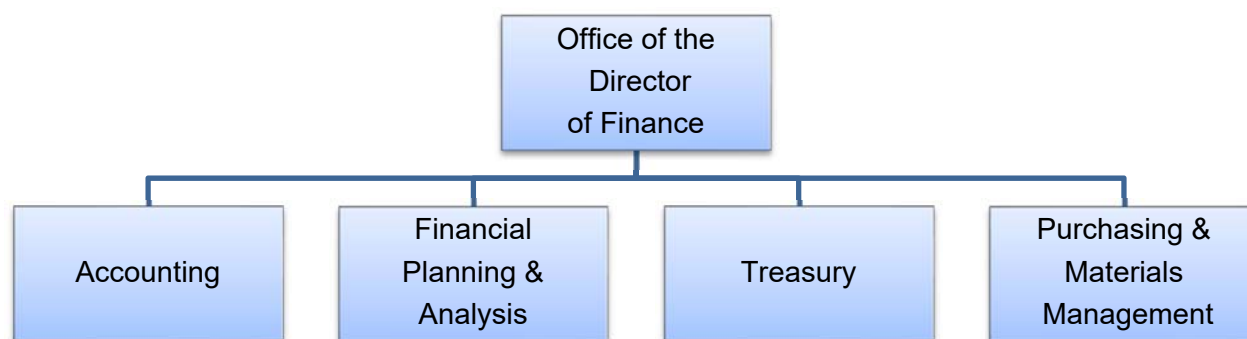 Office of the
Director
of Finance
Accounting
Financial
Planning &
Analysis
Treasury
Purchasing &
Materials
Management